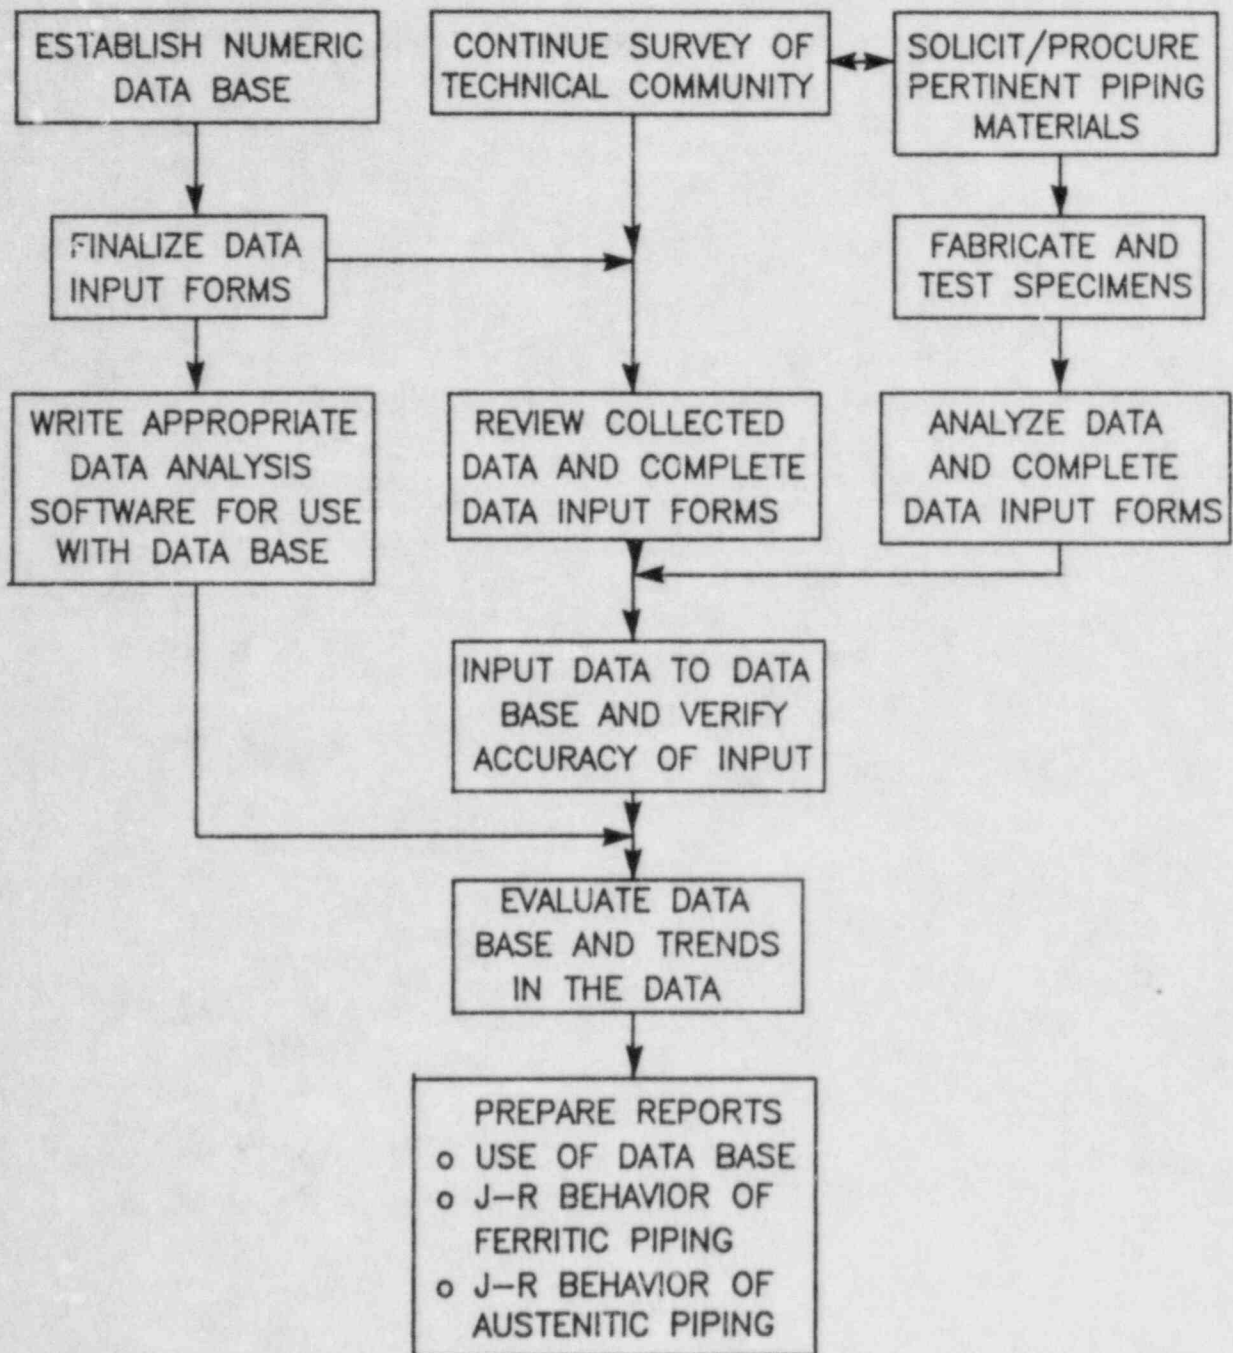 ESTABLISH NUMERIC
DATA BASE
CONTINUE SURVEY OF
TECHNICAL COMMUNITY
SOLICIT/PROCURE
PERTINENT PIPING
MATERIALS
FINALIZE DATA
INPUT FORMS
FABRICATE AND
TEST SPECIMENS
WRITE APPROPRIATE
DATA ANALYSIS
SOFTWARE FOR USE
WITH DATA BASE
REVIEW COLLECTED
DATA AND COMPLETE
DATA INPUT FORMS
ANALYZE DATA
AND COMPLETE
DATA INPUT FORMS
INPUT DATA TO DATA
BASE AND VERIFY
ACCURACY OF INPUT
EVALUATE DATA
BASE AND TRENDS
IN THE DATA
PREPARE REPORTS
o USE OF DATA BASE
o J-R BEHAVIOR OF
FERRITIC PIPING
o J-R BEHAVIOR OF
AUSTENITIC PIPING